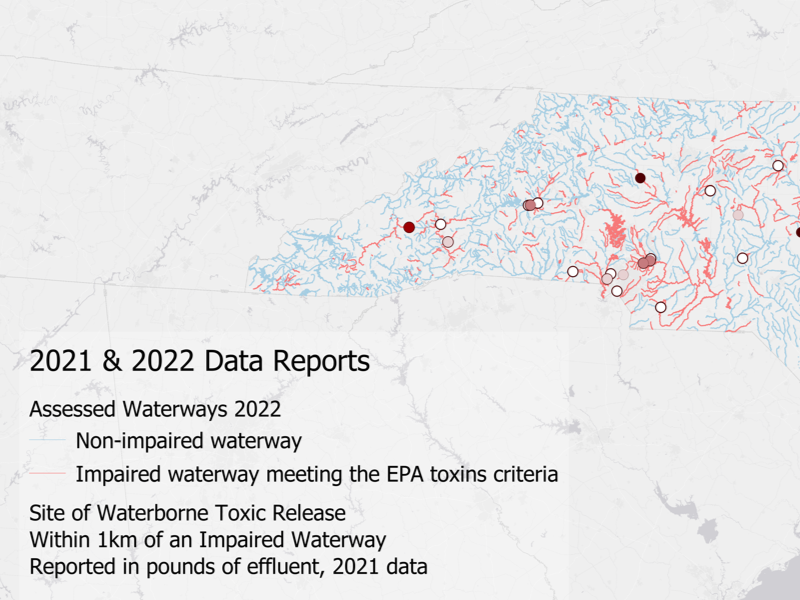 2021 & 2022 Data Reports
Assessed Waterways 2022
Non-impaired waterway
Impaired waterway meeting the EPA toxins criteria
Site of Waterborne Toxic Release
Within 1km of an Impaired Waterway
Reported in pounds of effluent, 2021 data